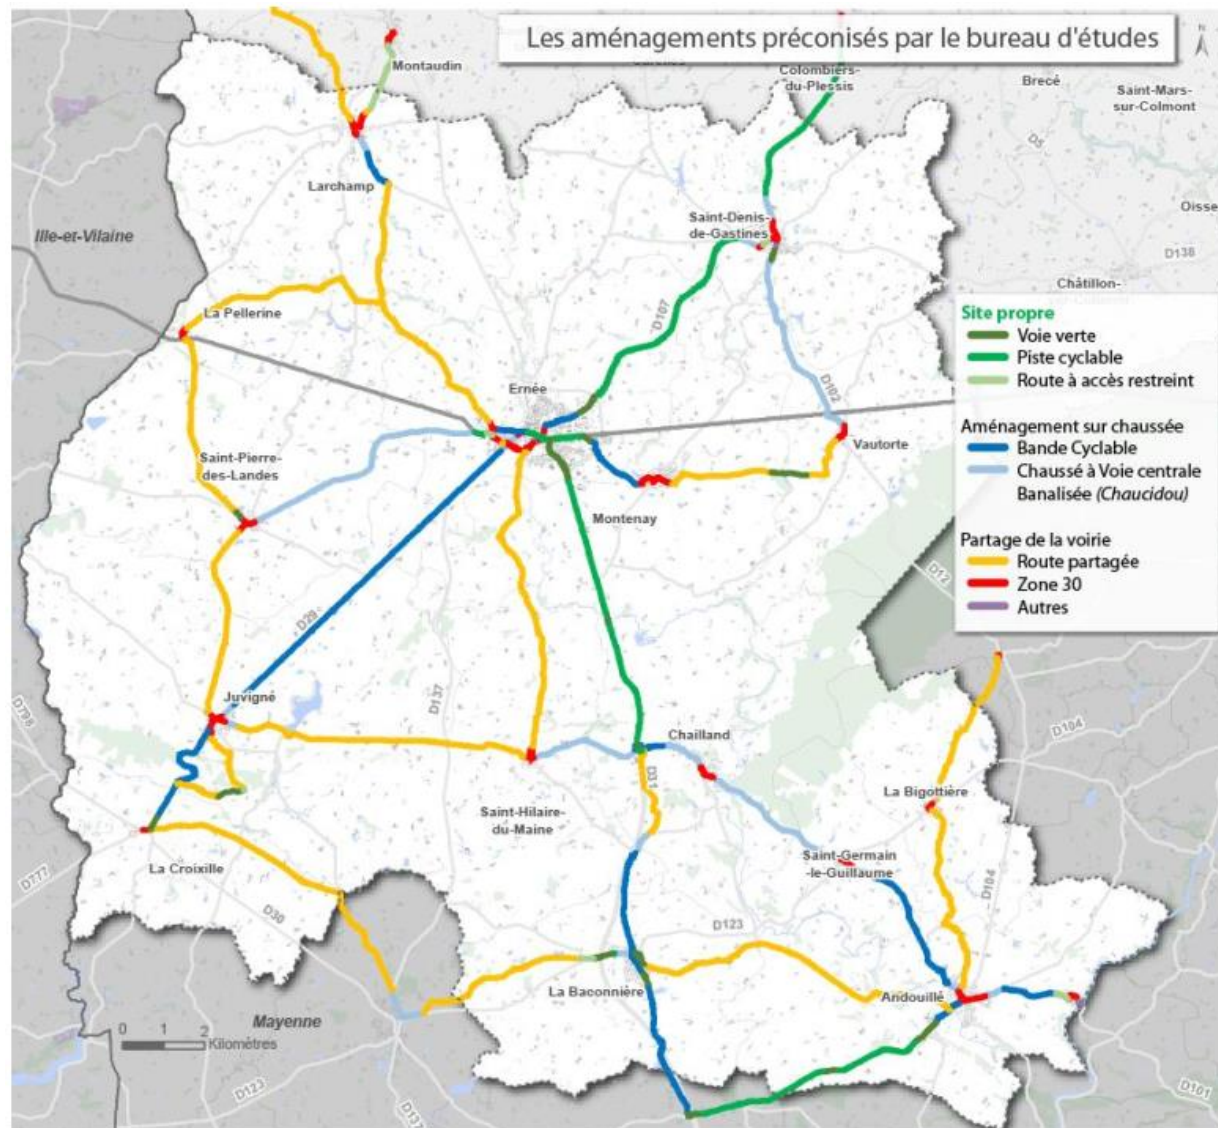 Les aménagements préconisés par le bureau d'études
N
Montaudin
Colombiers-
du-Plessis
Brecé
Saint-Mars-
sur-Colmont
D5
Larchamp
Ille-et-Vilaine
Saint-Denis-
de-Gastines
Oisse
D138
Châtillon-
La Pellerine
D107
Site propre
Voie verte
Piste cyclable
Route à accès restreint
Ernée
D102
Vautorte
Aménagement sur chaussée
Bande Cyclable
Chaussé à Voie centrale
Banalisée (Chaucidou)
Saint-Pierre-
des-Landes
Montenay
Partage de la voirie
Route partagée
Zone 30
Autres
D12
D29
Juvigné
D137
D798
Chailland
D104
D31
La Bigottière
Saint-Hilaire-
du-Maine
Saint-Germain
-le-Guillaume
La Croixille
D777
D104
D30
D123
La Baconnière
Andouillé
Mayenne
0 1 2
Kilomètres
D123
D137
D101